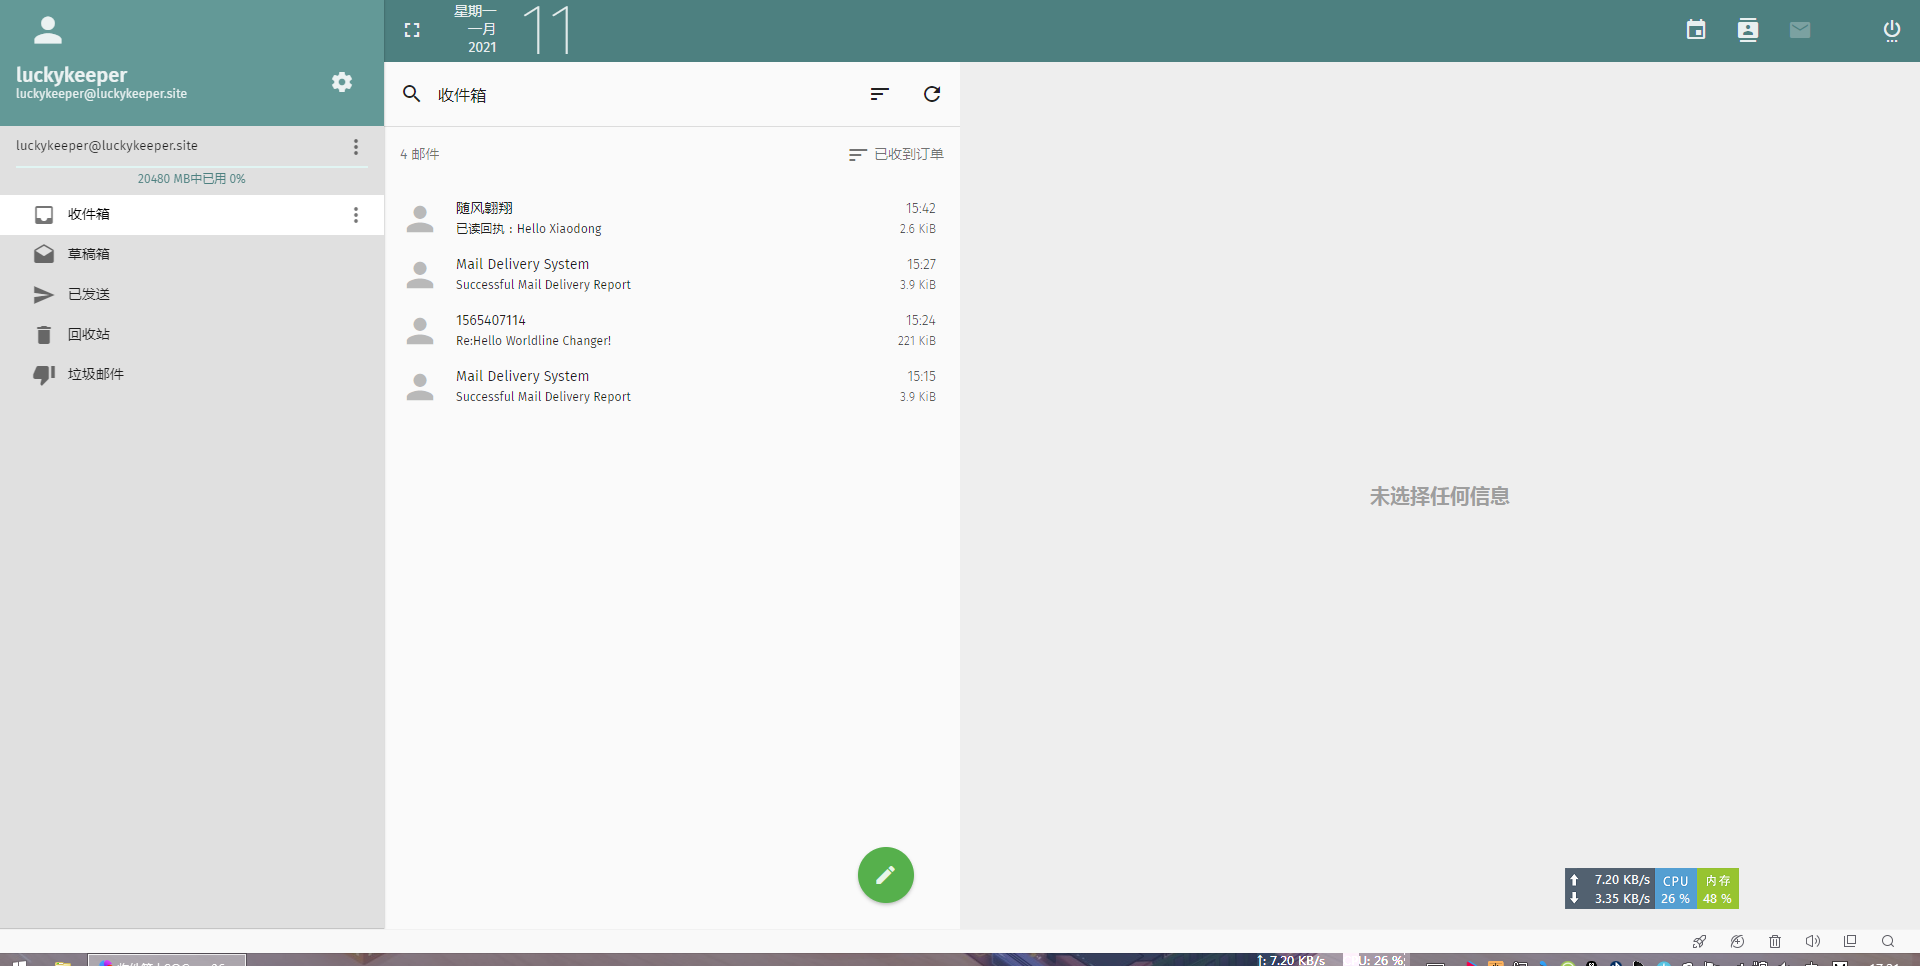 luckykeeper
luckykeeper@luckykeeper.site
luckykeeper@luckykeeper.site
20480 MB中已用 0%
收件箱
草稿箱
已发送
回收站
垃圾邮件
星期一
一月
2021
11
收件箱
4 邮件
已收到订单
随风翱翔
15:42
已读回执：Hello Xiaodong
2.6 KiB
Mail Delivery System
15:27
Successful Mail Delivery Report
3.9 KiB
1565407114
15:24
Re:Hello Worldline Changer!
221 KiB
Mail Delivery System
15:15
Successful Mail Delivery Report
3.9 KiB
未选择任何信息
7.20 KB/s
3.35 KB/s
CPU
26 %
内存
48 %
↑: 7.20 KB/s
CPU: 26 %